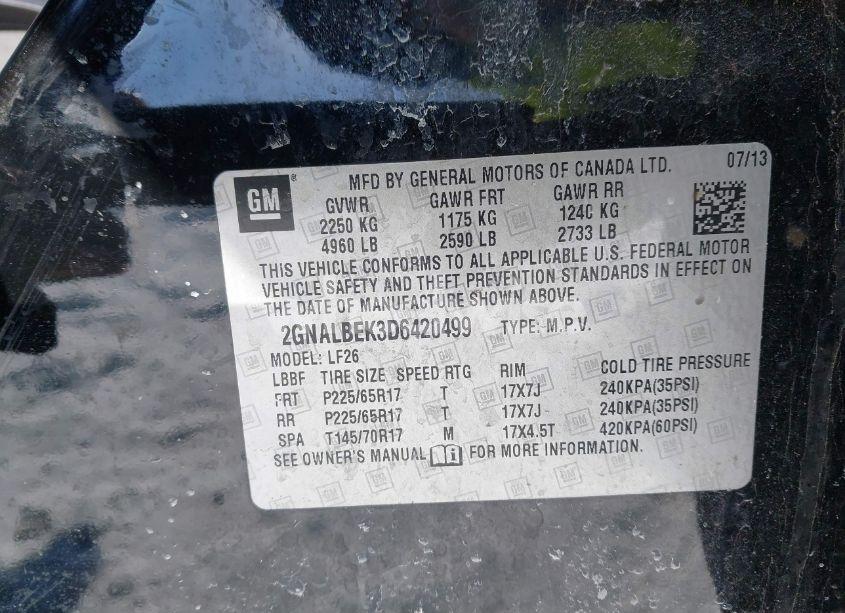 GM ® MFD BY GENERAL MOTORS OF CANADA LTD. 07/13
GVWR GAWR FRT GAWR RR
2250 KG 1175 KG 124C KG
4960 LB 2590 LB 2733 LB
THIS VEHICLE CONFORMS TO ALL APPLICABLE U.S. FEDERAL MOTOR
VEHICLE SAFETY AND THEFT PREVENTION STANDARDS IN EFFECT ON
THE DATE OF MANUFACTURE SHOWN ABOVE.
2GNALBEK3D6420499 TYPE: M.P.V.
MODEL: LF26
LBBF TIRE SIZE SPEED RTG RIM COLD TIRE PRESSURE
FRT P225/65R17 T 17X7J 240KPA(35PSI)
RR P225/65R17 T 17X7J 240KPA(35PSI)
SPA T145/70R17 M 17X4.5T 420KPA(60PSI)
SEE OWNER'S MANUAL FOR MORE INFORMATION.